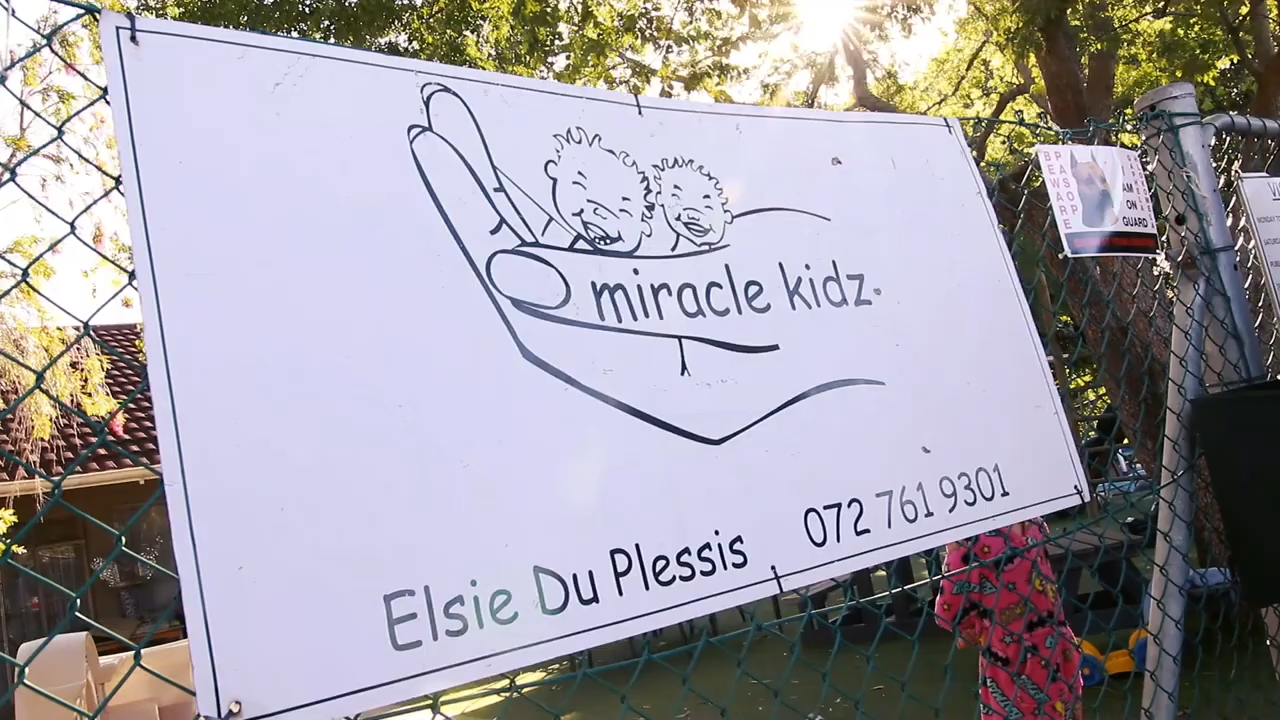 miracle kidz
Elsie Du Plessis 072 761 9301
BEWARE
AM
ON
GUARD